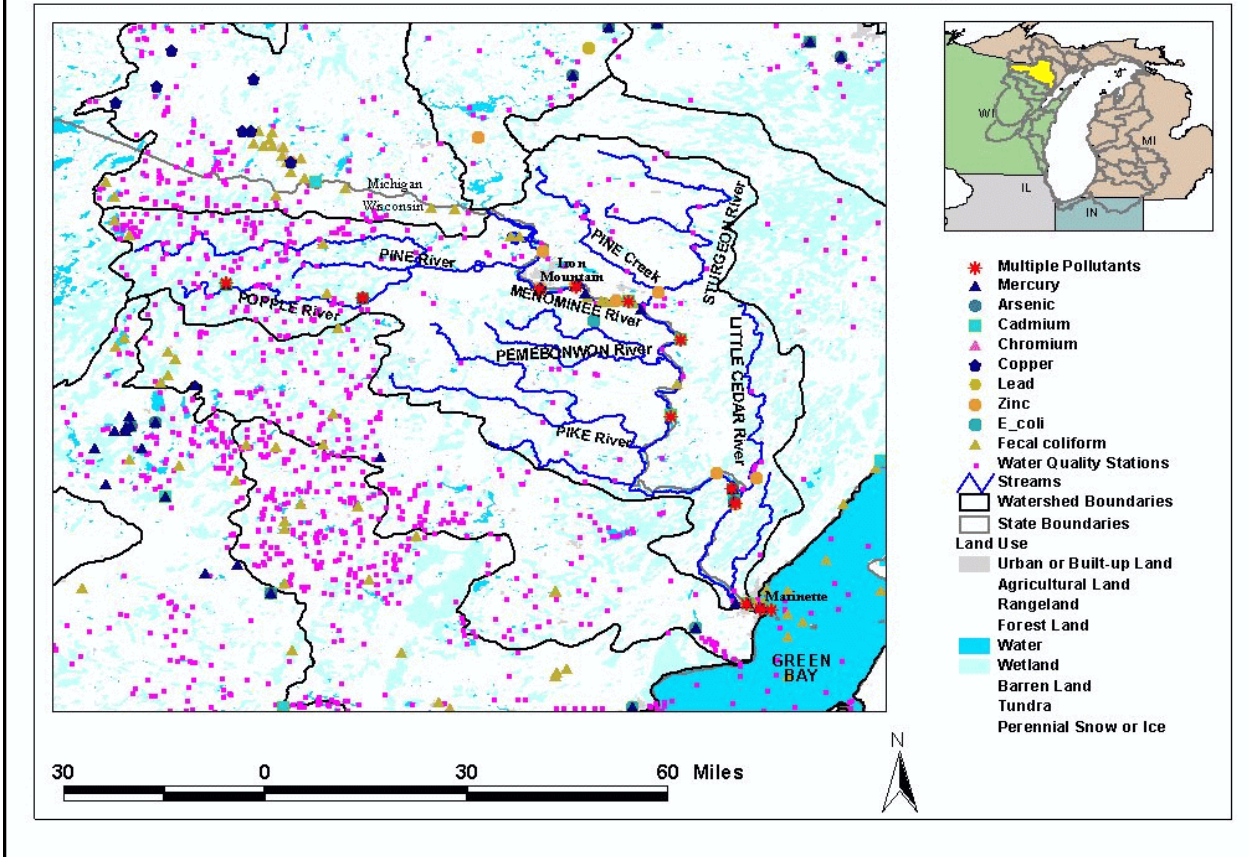 Michigan
Wisconsin
PINE River
POPPLE River
PINE Creek
STURGEON River
Iron
Mountain
MENOMINEE River
PEMEBONWON River
LITTLE CEDAR River
PIKE River
Marinette
GREEN
BAY
30 0 30 60 Miles
N
WI
MI
IL
IN
Multiple Pollutants
Mercury
Arsenic
Cadmium
Chromium
Copper
Lead
Zinc
E_coli
Fecal coliform
Water Quality Stations
Streams
Watershed Boundaries
State Boundaries
Land Use
Urban or Built-up Land
Agricultural Land
Rangeland
Forest Land
Water
Wetland
Barren Land
Tundra
Perennial Snow or Ice